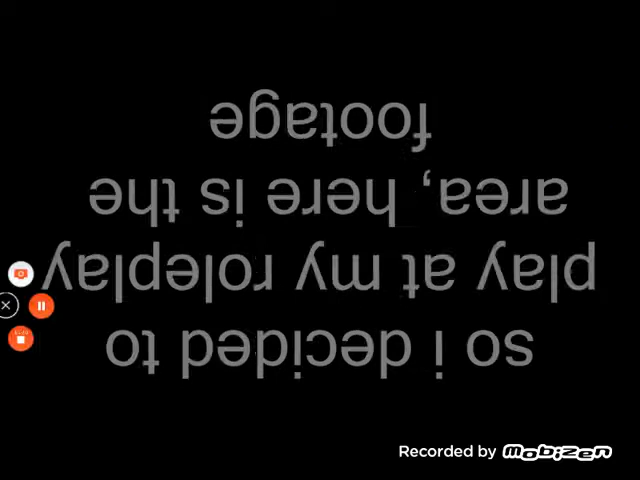 so i decided to
play at my roleplay
area, here is the
footage
Recorded by mobizen